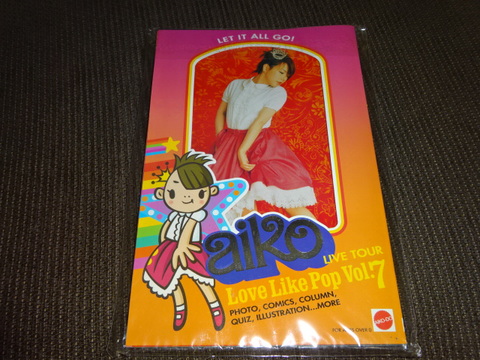 LET IT ALL GO!
aiko
LIVE TOUR
Love Like Pop Vol.7
PHOTO, COMICS, COLUMN,
QUIZ, ILLUSTRATION...MORE